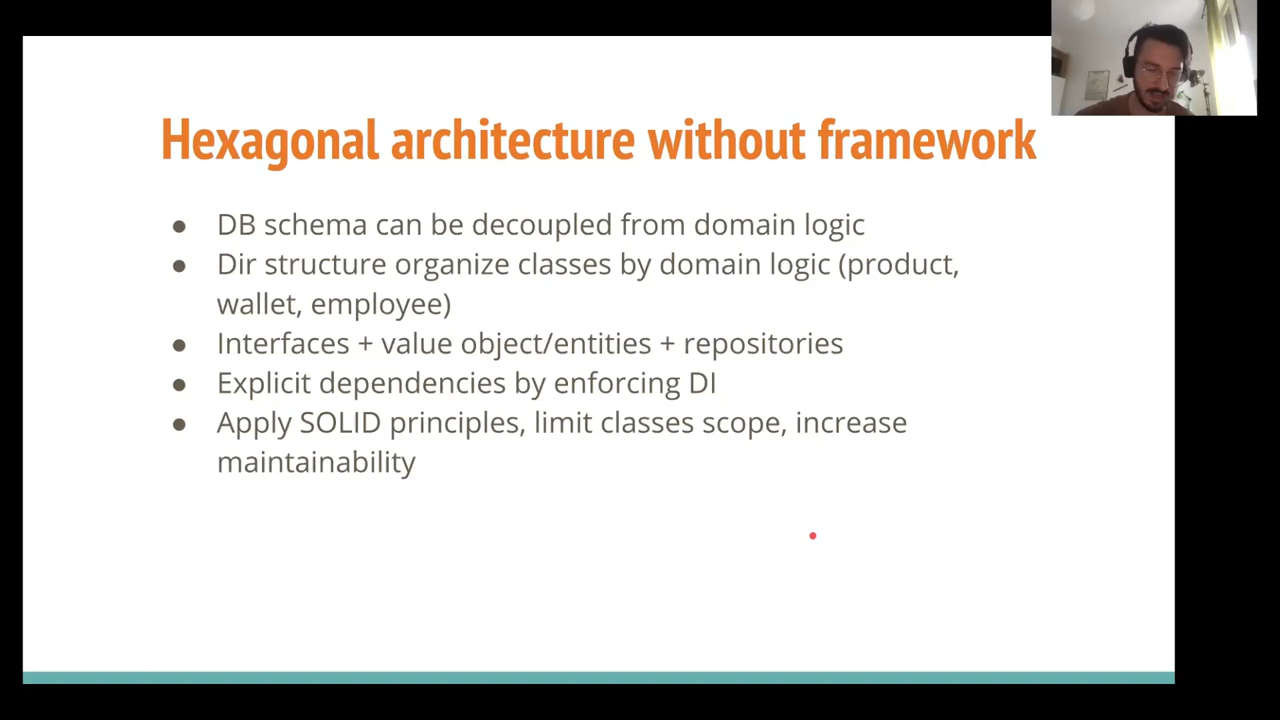 Hexagonal architecture without framework
● DB schema can be decoupled from domain logic
● Dir structure organize classes by domain logic (product,
wallet, employee)
● Interfaces + value object/entities + repositories
● Explicit dependencies by enforcing DI
● Apply SOLID principles, limit classes scope, increase
maintainability